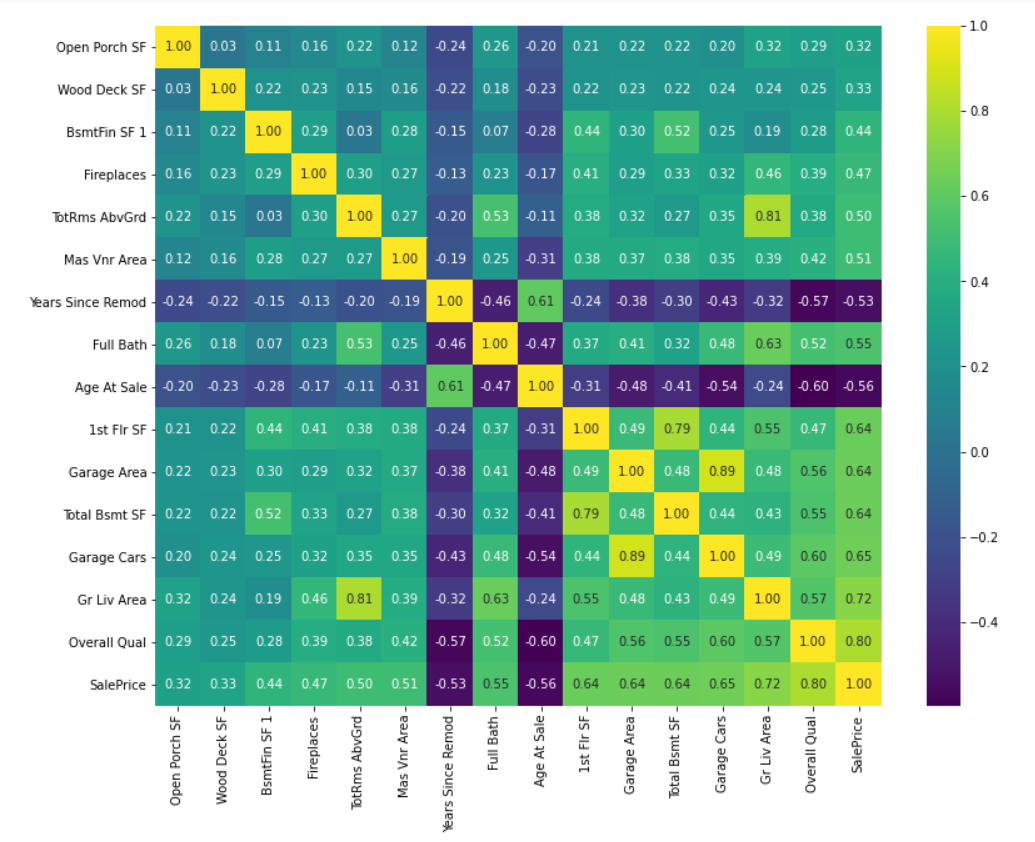 Open Porch SF 1.00 0.03 0.11 0.16 0.22 0.12 -0.24 0.26 -0.20 0.21 0.22 0.22 0.20 0.32 0.29 0.32
Wood Deck SF 0.03 1.00 0.22 0.23 0.15 0.16 -0.22 0.18 -0.23 0.22 0.23 0.22 0.24 0.24 0.25 0.33
BsmtFin SF 1 0.11 0.22 1.00 0.29 0.03 0.28 -0.15 0.07 -0.28 0.44 0.30 0.52 0.25 0.19 0.28 0.44
Fireplaces 0.16 0.23 0.29 1.00 0.30 0.27 -0.13 0.23 -0.17 0.41 0.29 0.33 0.32 0.46 0.39 0.47
TotRms AbvGrd 0.22 0.15 0.03 0.30 1.00 0.27 -0.20 0.53 -0.11 0.38 0.32 0.27 0.35 0.81 0.38 0.50
Mas Vnr Area 0.12 0.16 0.28 0.27 0.27 1.00 -0.19 0.25 -0.31 0.38 0.37 0.38 0.35 0.39 0.42 0.51
Years Since Remod -0.24 -0.22 -0.15 -0.13 -0.20 -0.19 1.00 -0.46 0.61 -0.24 -0.38 -0.30 -0.43 -0.32 -0.57 -0.53
Full Bath 0.26 0.18 0.07 0.23 0.53 0.25 -0.46 1.00 -0.47 0.37 0.41 0.32 0.48 0.63 0.52 0.55
Age At Sale -0.20 -0.23 -0.28 -0.17 -0.11 -0.31 0.61 -0.47 1.00 -0.31 -0.48 -0.41 -0.54 -0.24 -0.60 -0.56
1st Flr SF 0.21 0.22 0.44 0.41 0.38 0.38 -0.24 0.37 -0.31 1.00 0.49 0.79 0.44 0.55 0.47 0.64
Garage Area 0.22 0.23 0.30 0.29 0.32 0.37 -0.38 0.41 -0.48 0.49 1.00 0.48 0.89 0.48 0.56 0.64
Total Bsmt SF 0.22 0.22 0.52 0.33 0.27 0.38 -0.30 0.32 -0.41 0.79 0.48 1.00 0.44 0.43 0.55 0.64
Garage Cars 0.20 0.24 0.25 0.32 0.35 0.35 -0.43 0.48 -0.54 0.44 0.89 0.44 1.00 0.49 0.60 0.65
Gr Liv Area 0.32 0.24 0.19 0.46 0.81 0.39 -0.32 0.63 -0.24 0.55 0.48 0.43 0.49 1.00 0.57 0.72
Overall Qual 0.29 0.25 0.28 0.39 0.38 0.42 -0.57 0.52 -0.60 0.47 0.56 0.55 0.60 0.57 1.00 0.80
SalePrice 0.32 0.33 0.44 0.47 0.50 0.51 -0.53 0.55 -0.56 0.64 0.64 0.64 0.65 0.72 0.80 1.00
Open Porch SF
Wood Deck SF
BsmtFin SF 1
Fireplaces
TotRms AbvGrd
Mas Vnr Area
Years Since Remod
Full Bath
Age At Sale
1st Flr SF
Garage Area
Total Bsmt SF
Garage Cars
Gr Liv Area
Overall Qual
SalePrice
1.0
0.8
0.6
0.4
0.2
0.0
−0.2
−0.4